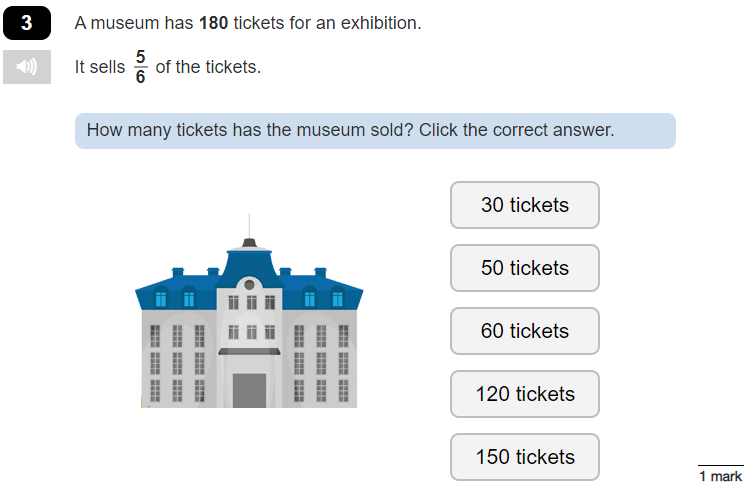 3
A museum has 180 tickets for an exhibition.
It sells 5/6 of the tickets.
How many tickets has the museum sold? Click the correct answer.
30 tickets
50 tickets
60 tickets
120 tickets
150 tickets
1 mark